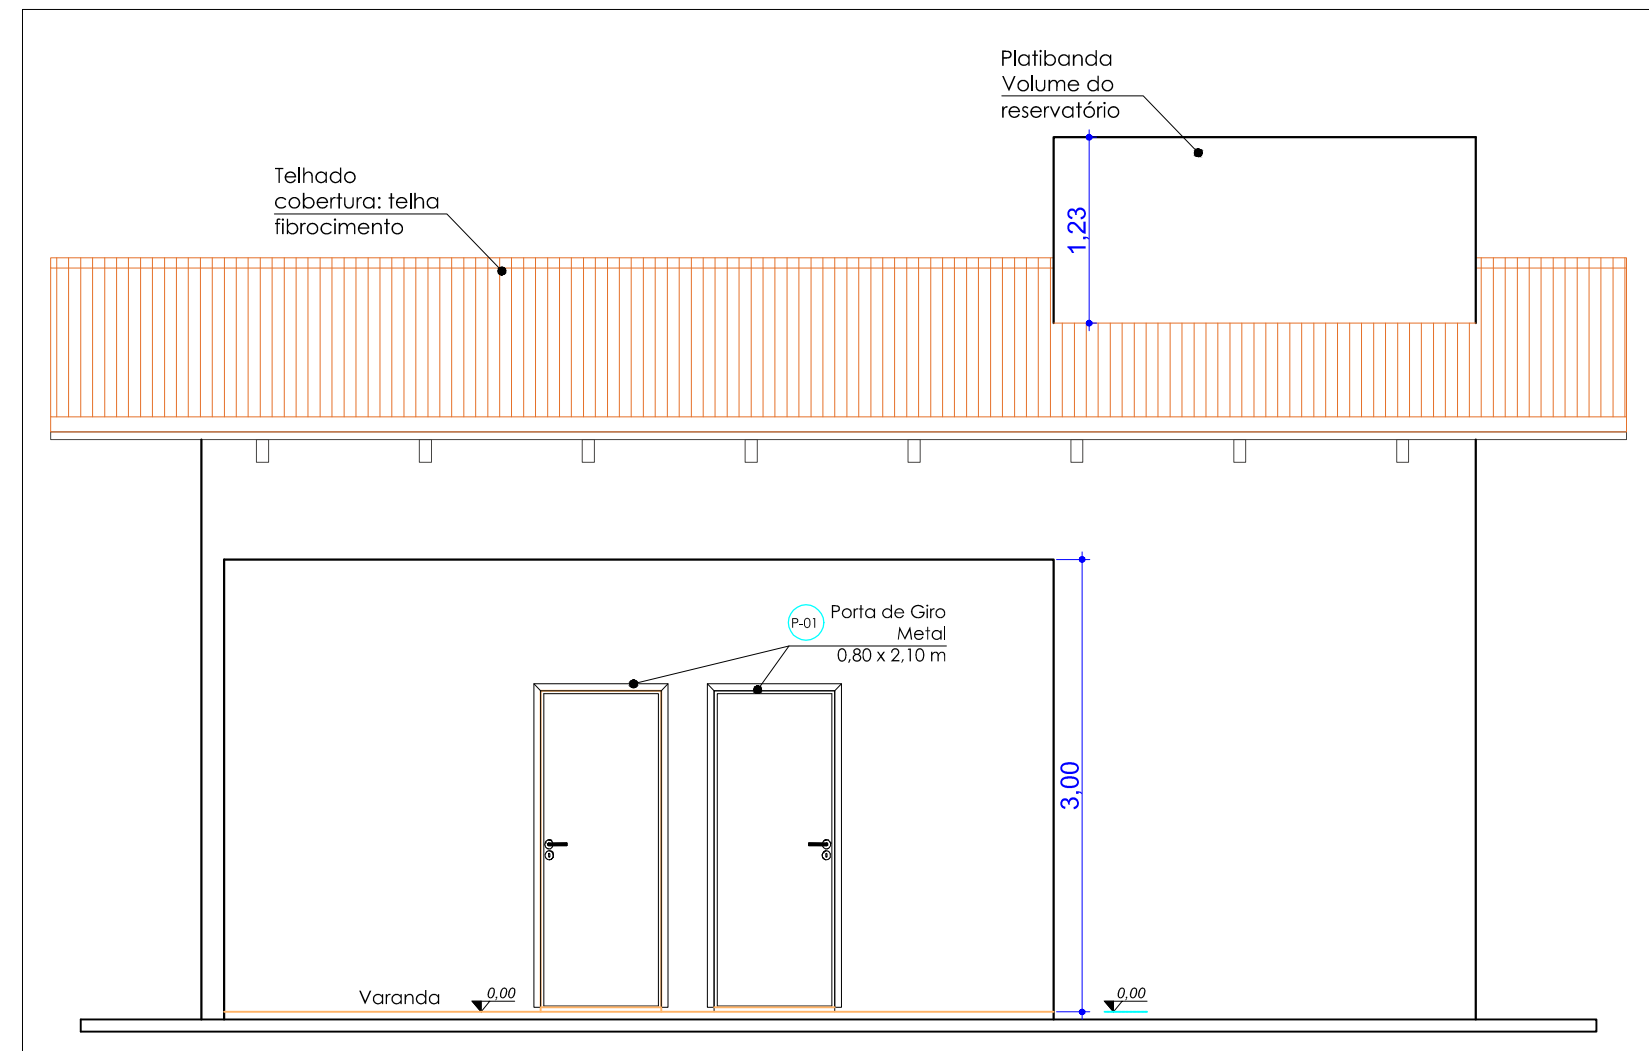 Platibanda
Volume do
reservatório
Telhado
cobertura: telha
fibrocimento
1,23
P-01
Porta de Giro
Metal
0,80 x 2,10 m
3,00
Varanda
0,00
0,00